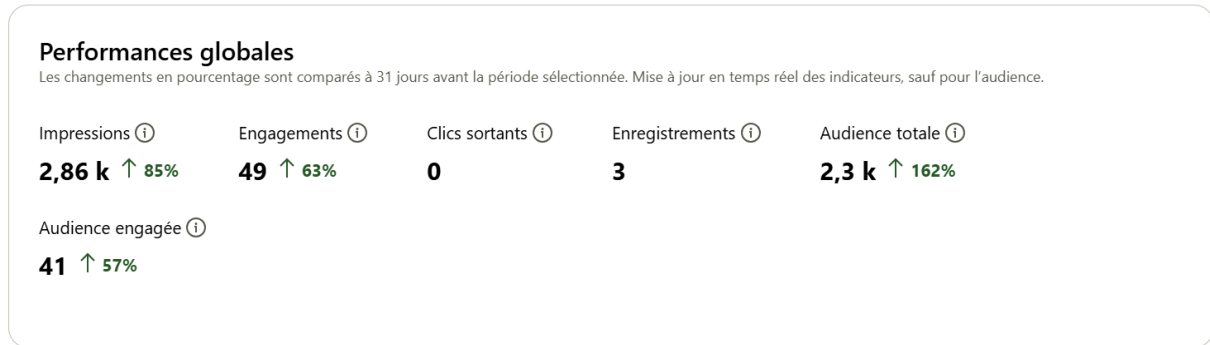 Performances globales
Les changements en pourcentage sont comparés à 31 jours avant la période sélectionnée. Mise à jour en temps réel des indicateurs, sauf pour l'audience.
Impressions Engagements Clics sortants Enregistrements Audience totale
2,86 k ↑ 85% 49 ↑ 63% 0 3 2,3 k ↑ 162%
Audience engagée
41 ↑ 57%